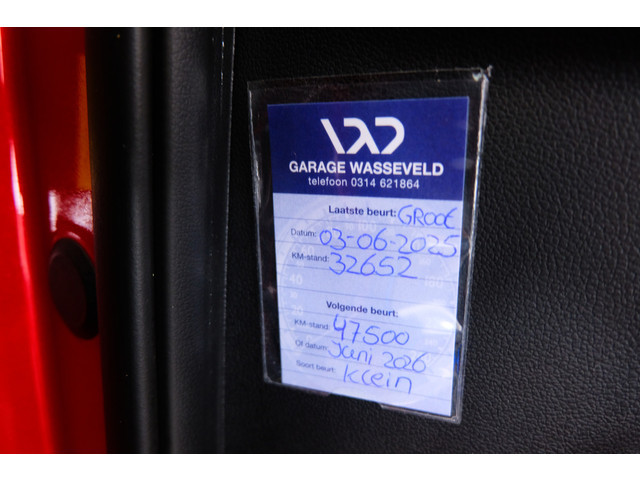 GARAGE WASSEVELD
telefoon 0314 621864
Laatste beurt: GROOT
Datum: 03-06-2025
KM-stand: 32652
Volgende beurt:
KM-stand: 47500
Of datum: Juni 2026
Soort beurt: klein